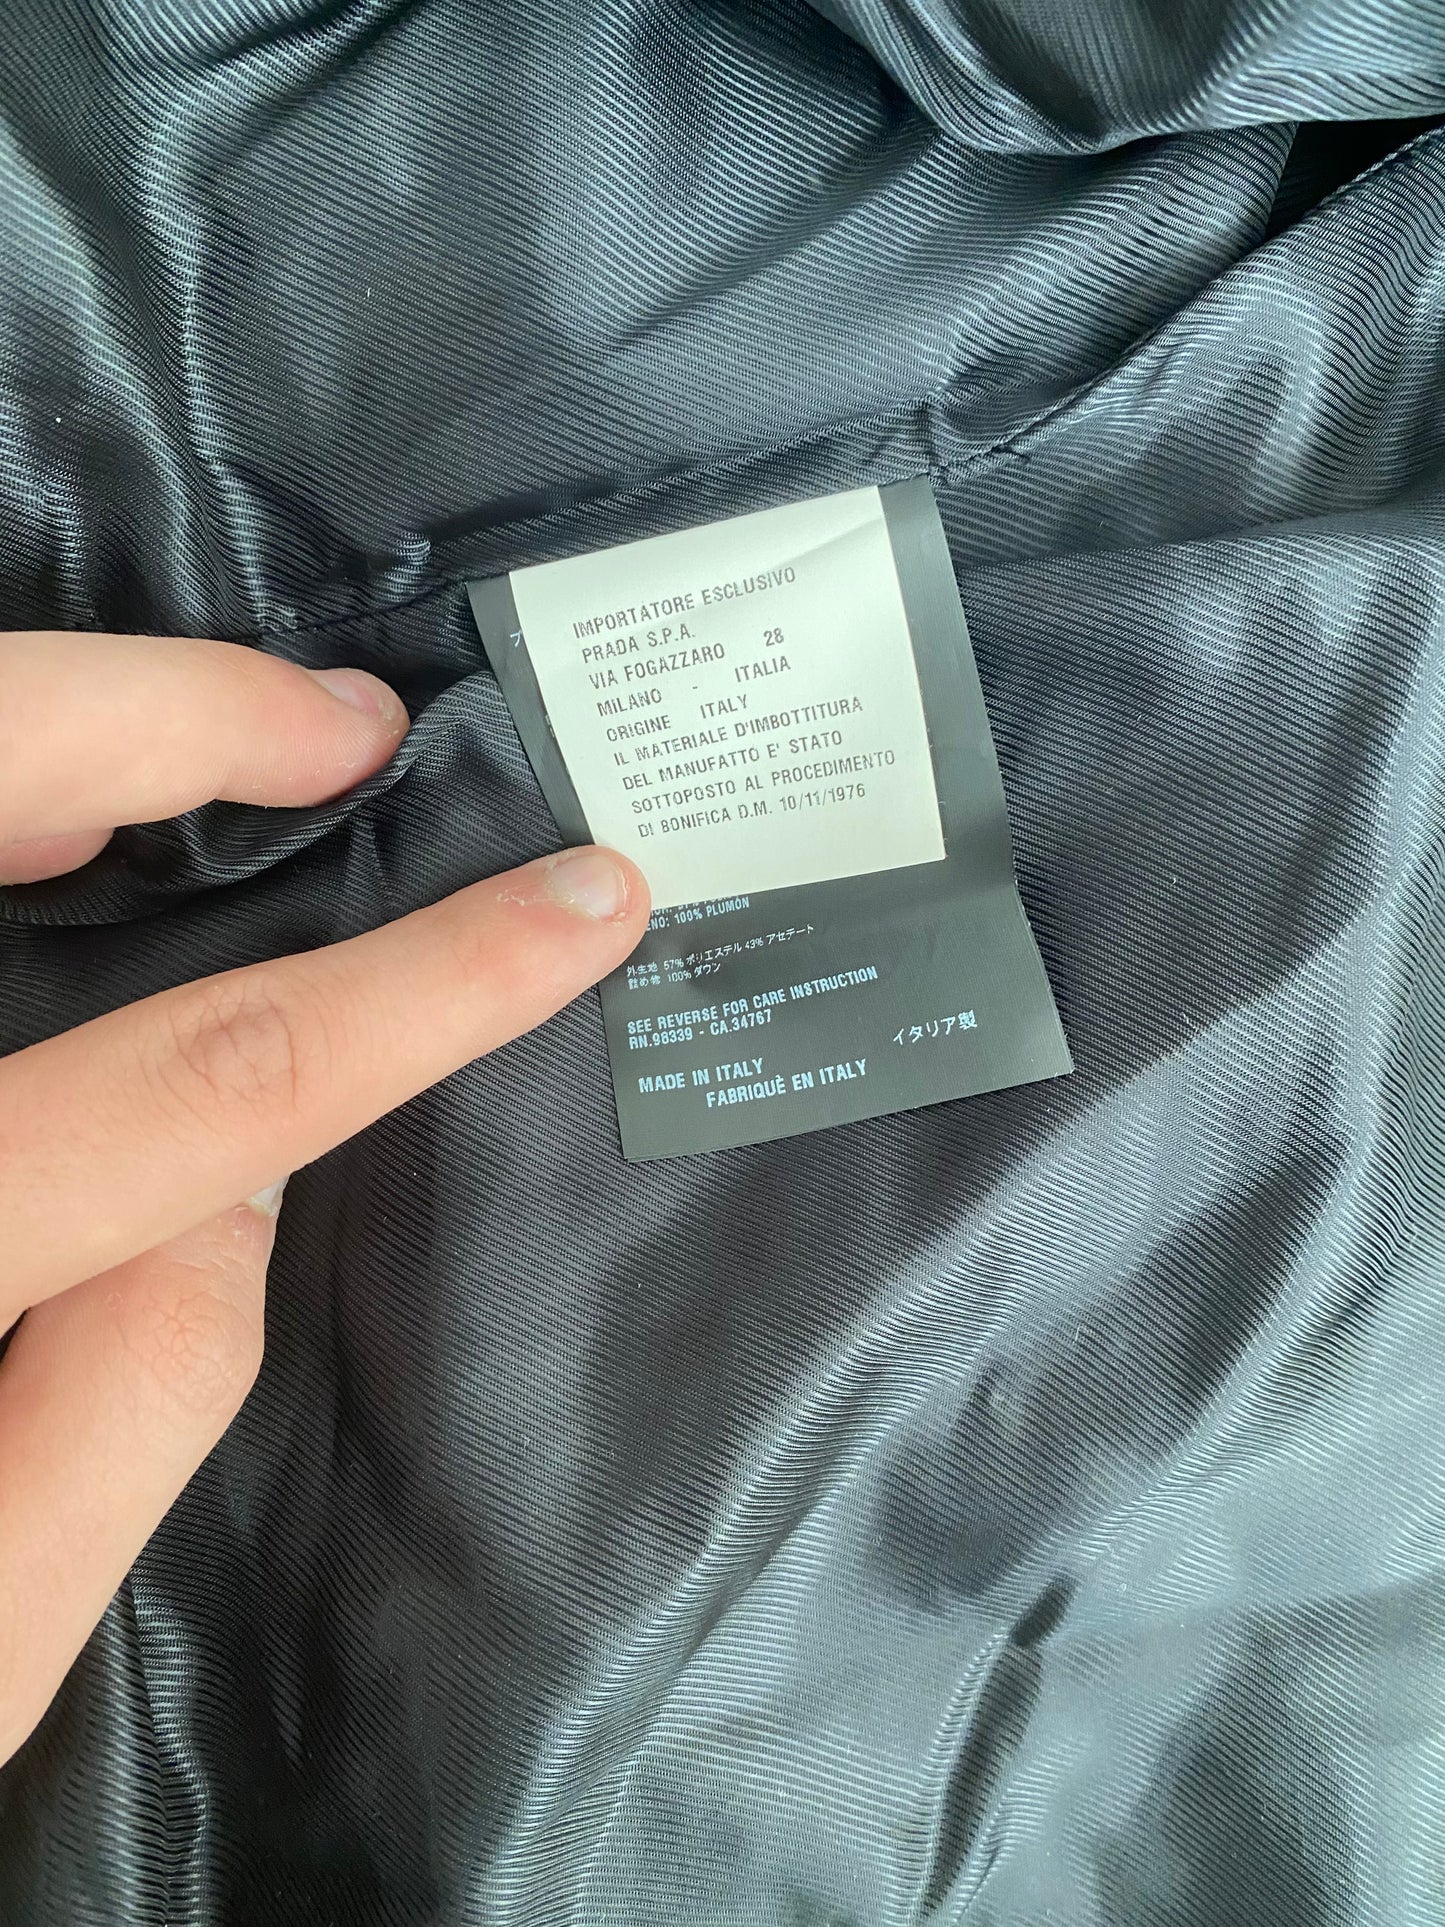 IMPORTATORE ESCLUSIVO
PRADA S.P.A.
VIA FOGAZZARO 28
MILANO - ITALIA
ORIGINE ITALY
IL MATERIALE D'IMBOTTITURA
DEL MANUFATTO E' STATO
SOTTOPOSTO AL PROCEDIMENTO
DI BONIFICA D.M. 10/11/1976
ENO: 100% PLUMÓN
外生地 57% ポリエステル 43% アセテート
詰め物 100% ダウン
SEE REVERSE FOR CARE INSTRUCTION
RN.98339 - CA.34767
イタリア製
MADE IN ITALY
FABRIQUÈ EN ITALY